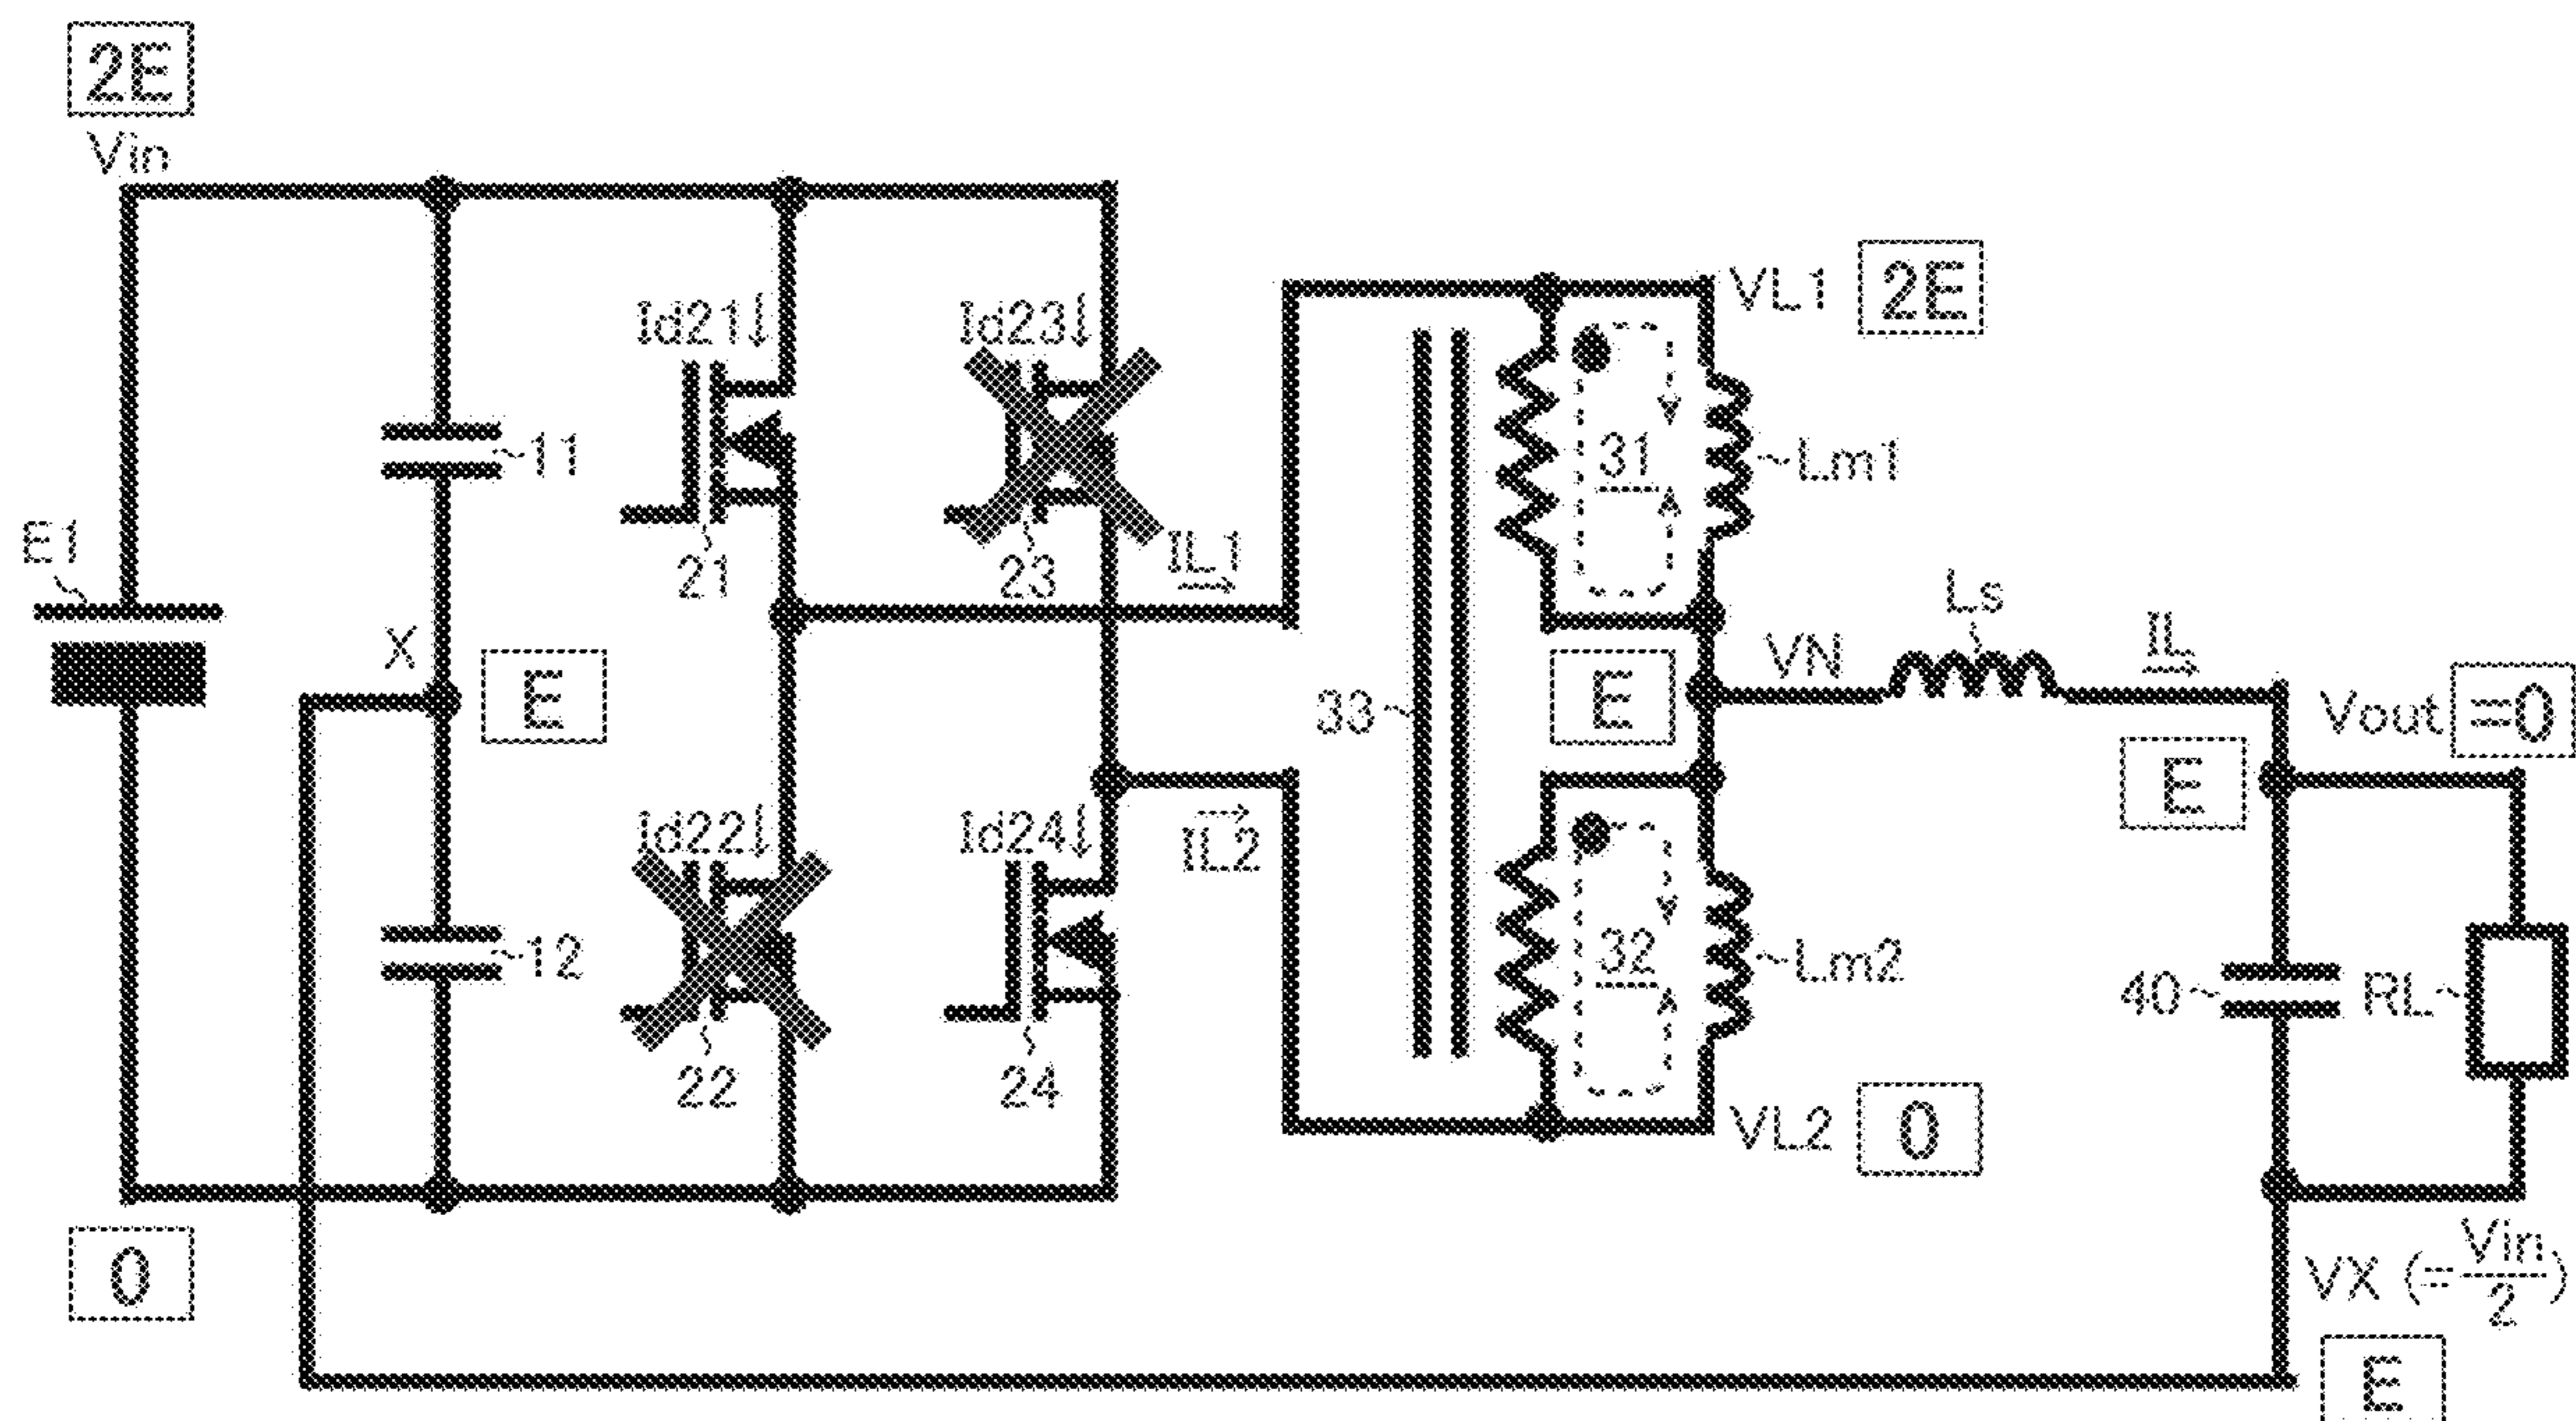 2E
Vin
VL1 2E
Id21↓
Id23↓
11
31
Lm1
E1
21
23
IL1
Ls
IL
X
E
33
E
VN
Vout =0
E
Id22↓
Id24↓
IL2
12
32
Lm2
40
RL
22
24
VL2 0
0
VX (=Vin/2)
E